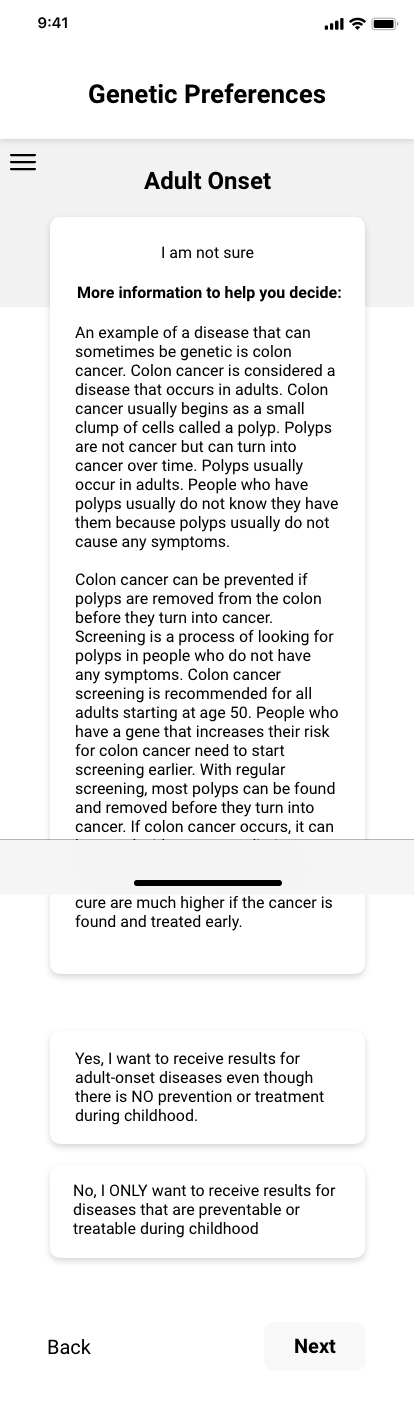 9:41
Genetic Preferences
Adult Onset
I am not sure
More information to help you decide:
An example of a disease that can
sometimes be genetic is colon
cancer. Colon cancer is considered a
disease that occurs in adults. Colon
cancer usually begins as a small
clump of cells called a polyp. Polyps
are not cancer but can turn into
cancer over time. Polyps usually
occur in adults. People who have
polyps usually do not know they have
them because polyps usually do not
cause any symptoms.
Colon cancer can be prevented if
polyps are removed from the colon
before they turn into cancer.
Screening is a process of looking for
polyps in people who do not have
any symptoms. Colon cancer
screening is recommended for all
adults starting at age 50. People who
have a gene that increases their risk
for colon cancer need to start
screening earlier. With regular
screening, most polyps can be found
and removed before they turn into
cancer. If colon cancer occurs, it can
cure are much higher if the cancer is
found and treated early.
Yes, I want to receive results for
adult-onset diseases even though
there is NO prevention or treatment
during childhood.
No, I ONLY want to receive results for
diseases that are preventable or
treatable during childhood
Back
Next